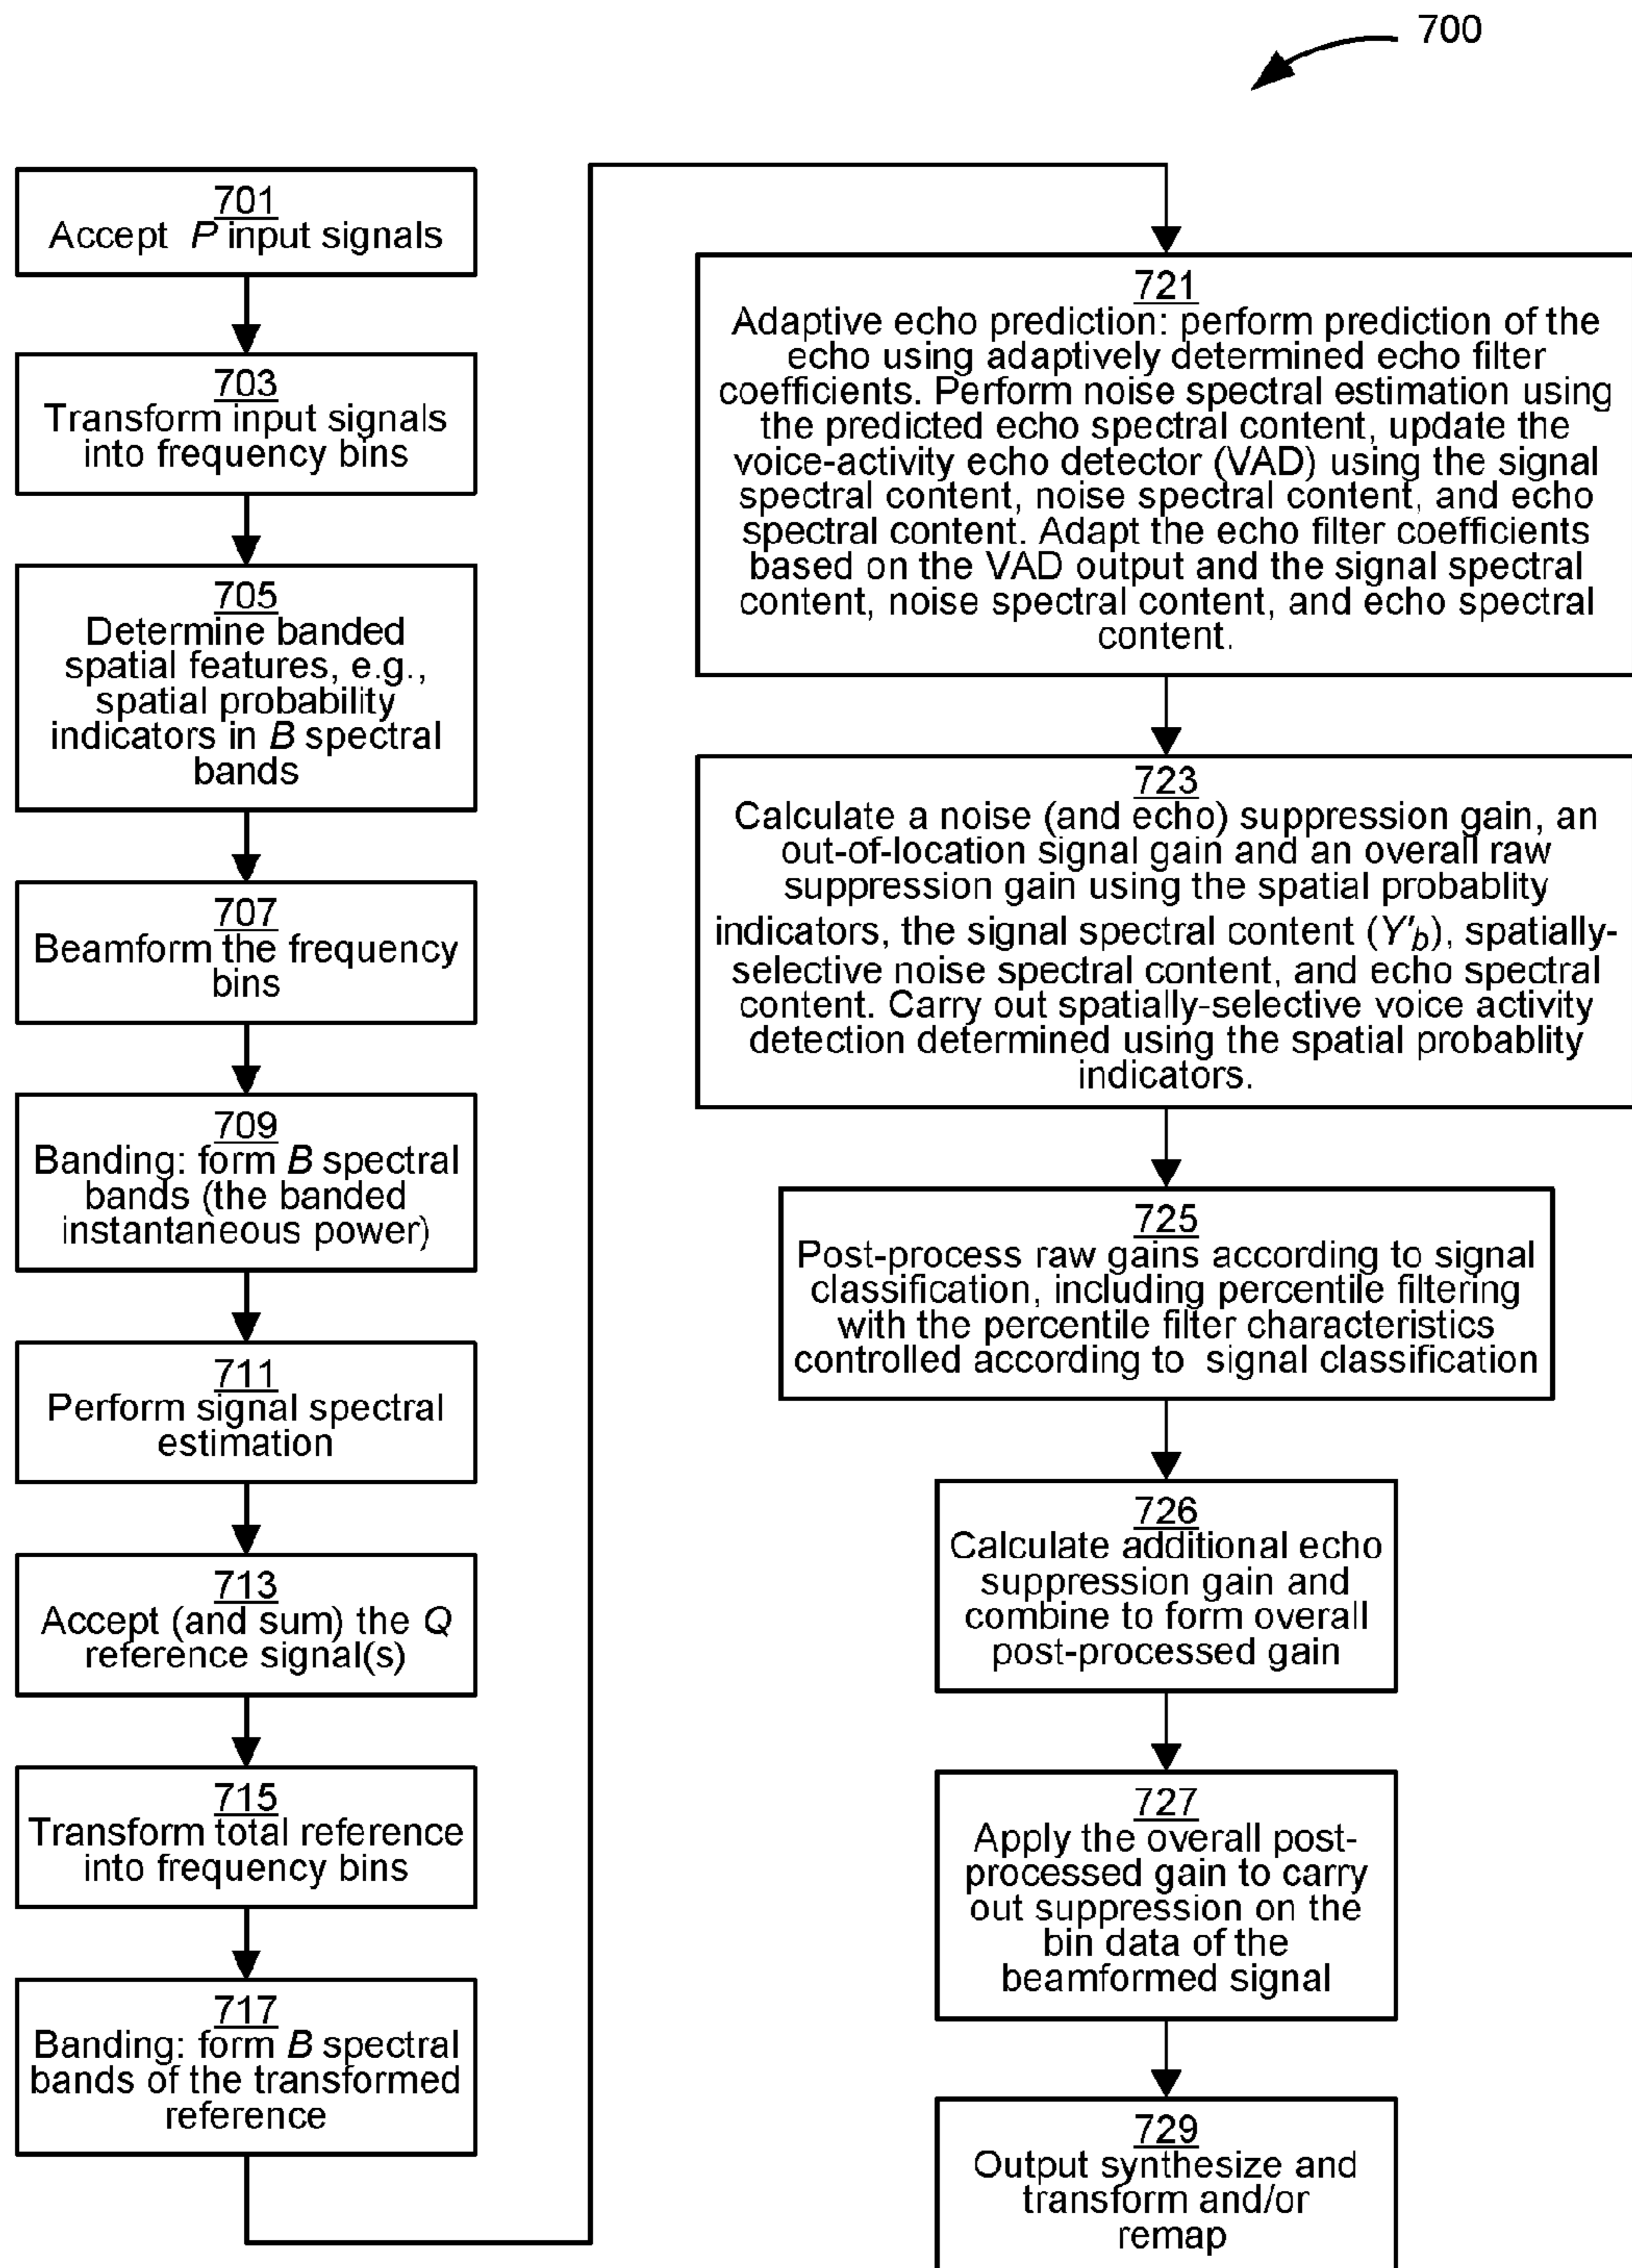 700
701
Accept P input signals
703
Transform input signals
into frequency bins
705
Determine banded
spatial features, e.g.,
spatial probability
indicators in B spectral
bands
707
Beamform the frequency
bins
709
Banding: form B spectral
bands (the banded
instantaneous power)
711
Perform signal spectral
estimation
713
Accept (and sum) the Q
reference signal(s)
715
Transform total reference
into frequency bins
717
Banding: form B spectral
bands of the transformed
reference
721
Adaptive echo prediction: perform prediction of the
echo using adaptively determined echo filter
coefficients. Perform noise spectral estimation using
the predicted echo spectral content, update the
voice-activity echo detector (VAD) using the signal
spectral content, noise spectral content, and echo
spectral content. Adapt the echo filter coefficients
based on the VAD output and the signal spectral
content, noise spectral content, and echo spectral
content.
723
Calculate a noise (and echo) suppression gain, an
out-of-location signal gain and an overall raw
suppression gain using the spatial probablity
indicators, the signal spectral content (Y'b), spatially-
selective noise spectral content, and echo spectral
content. Carry out spatially-selective voice activity
detection determined using the spatial probablity
indicators.
725
Post-process raw gains according to signal
classification, including percentile filtering
with the percentile filter characteristics
controlled according to signal classification
726
Calculate additional echo
suppression gain and
combine to form overall
post-processed gain
727
Apply the overall post-
processed gain to carry
out suppression on the
bin data of the
beamformed signal
729
Output synthesize and
transform and/or
remap